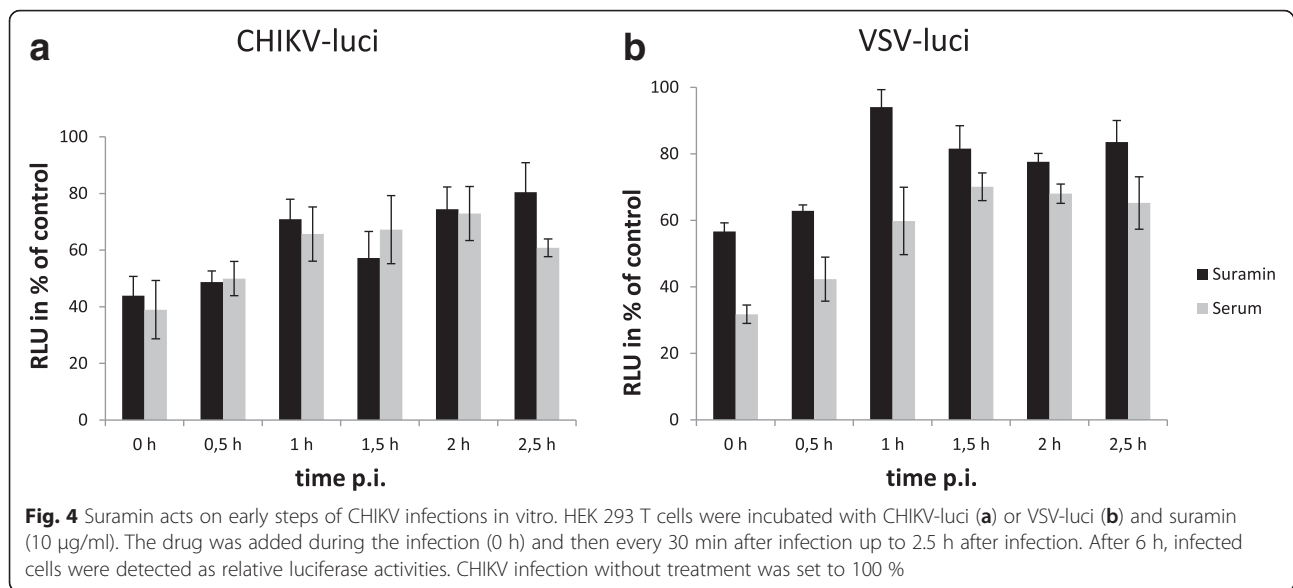 a
CHIKV-luci
100
80
60
40
20
0
RLU in % of control
0 h 0,5 h 1 h 1,5 h 2 h 2,5 h
time p.i.
b
VSV-luci
100
80
60
40
20
0
RLU in % of control
0 h 0,5 h 1 h 1,5 h 2 h 2,5 h
time p.i.
Suramin
Serum
Fig. 4 Suramin acts on early steps of CHIKV infections in vitro. HEK 293 T cells were incubated with CHIKV-luci (a) or VSV-luci (b) and suramin
(10 μg/ml). The drug was added during the infection (0 h) and then every 30 min after infection up to 2.5 h after infection. After 6 h, infected
cells were detected as relative luciferase activities. CHIKV infection without treatment was set to 100 %